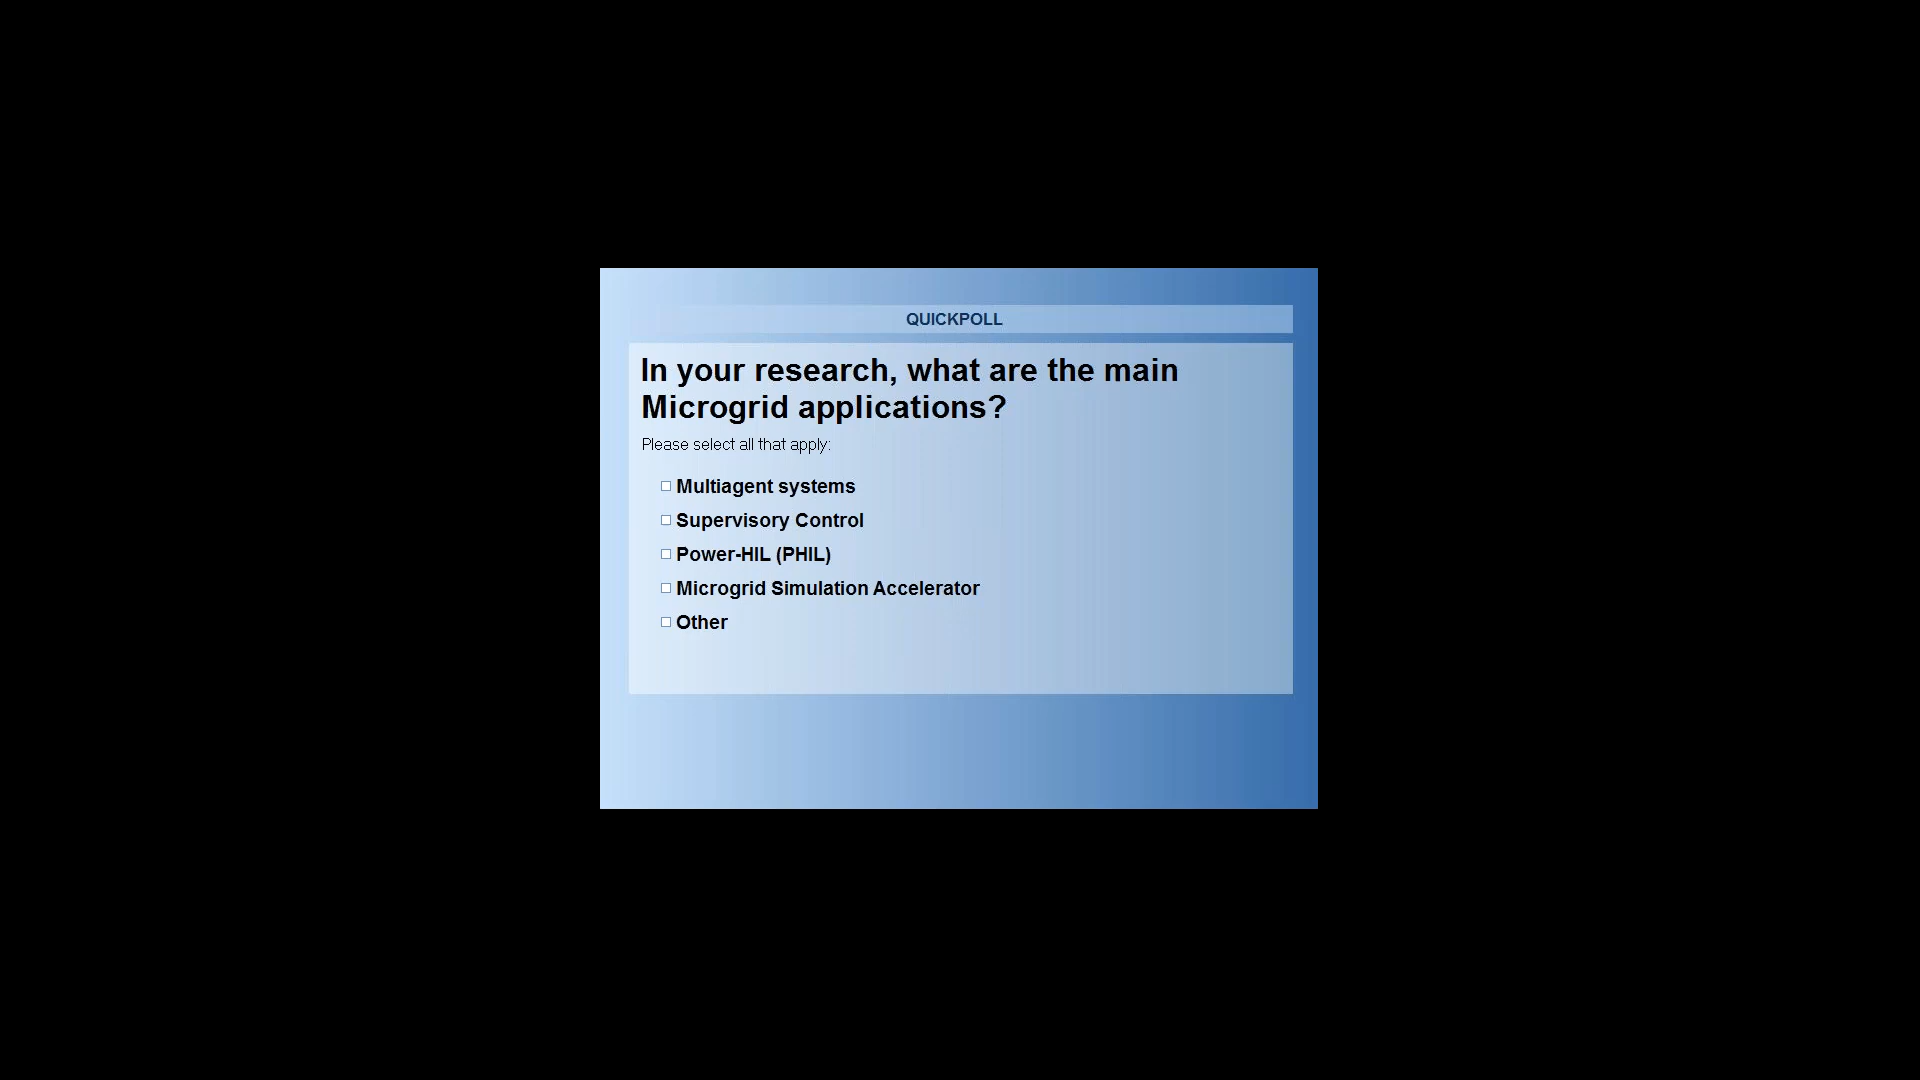 QUICKPOLL
In your research, what are the main
Microgrid applications?
Please select all that apply:
Multiagent systems
Supervisory Control
Power-HIL (PHIL)
Microgrid Simulation Accelerator
Other